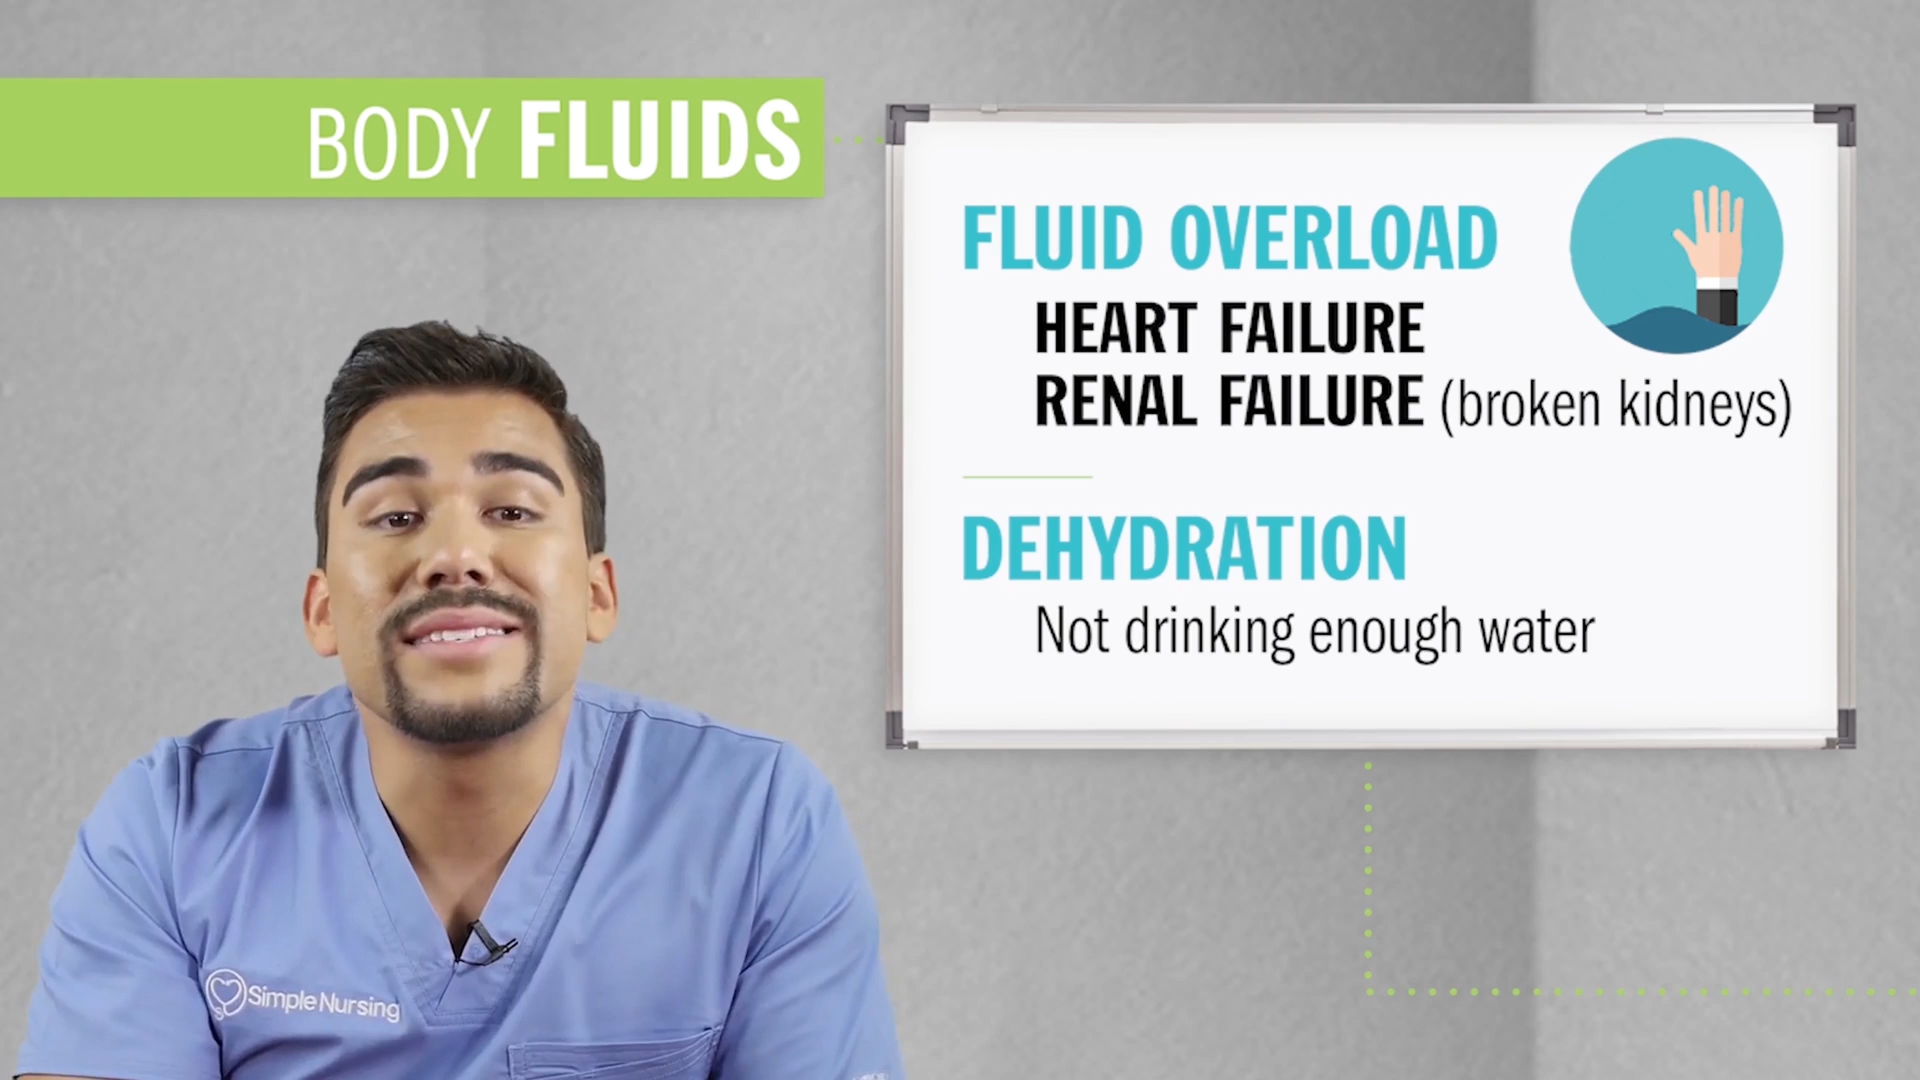 BODY FLUIDS
FLUID OVERLOAD
HEART FAILURE
RENAL FAILURE (broken kidneys)
DEHYDRATION
Not drinking enough water
SimpleNursing